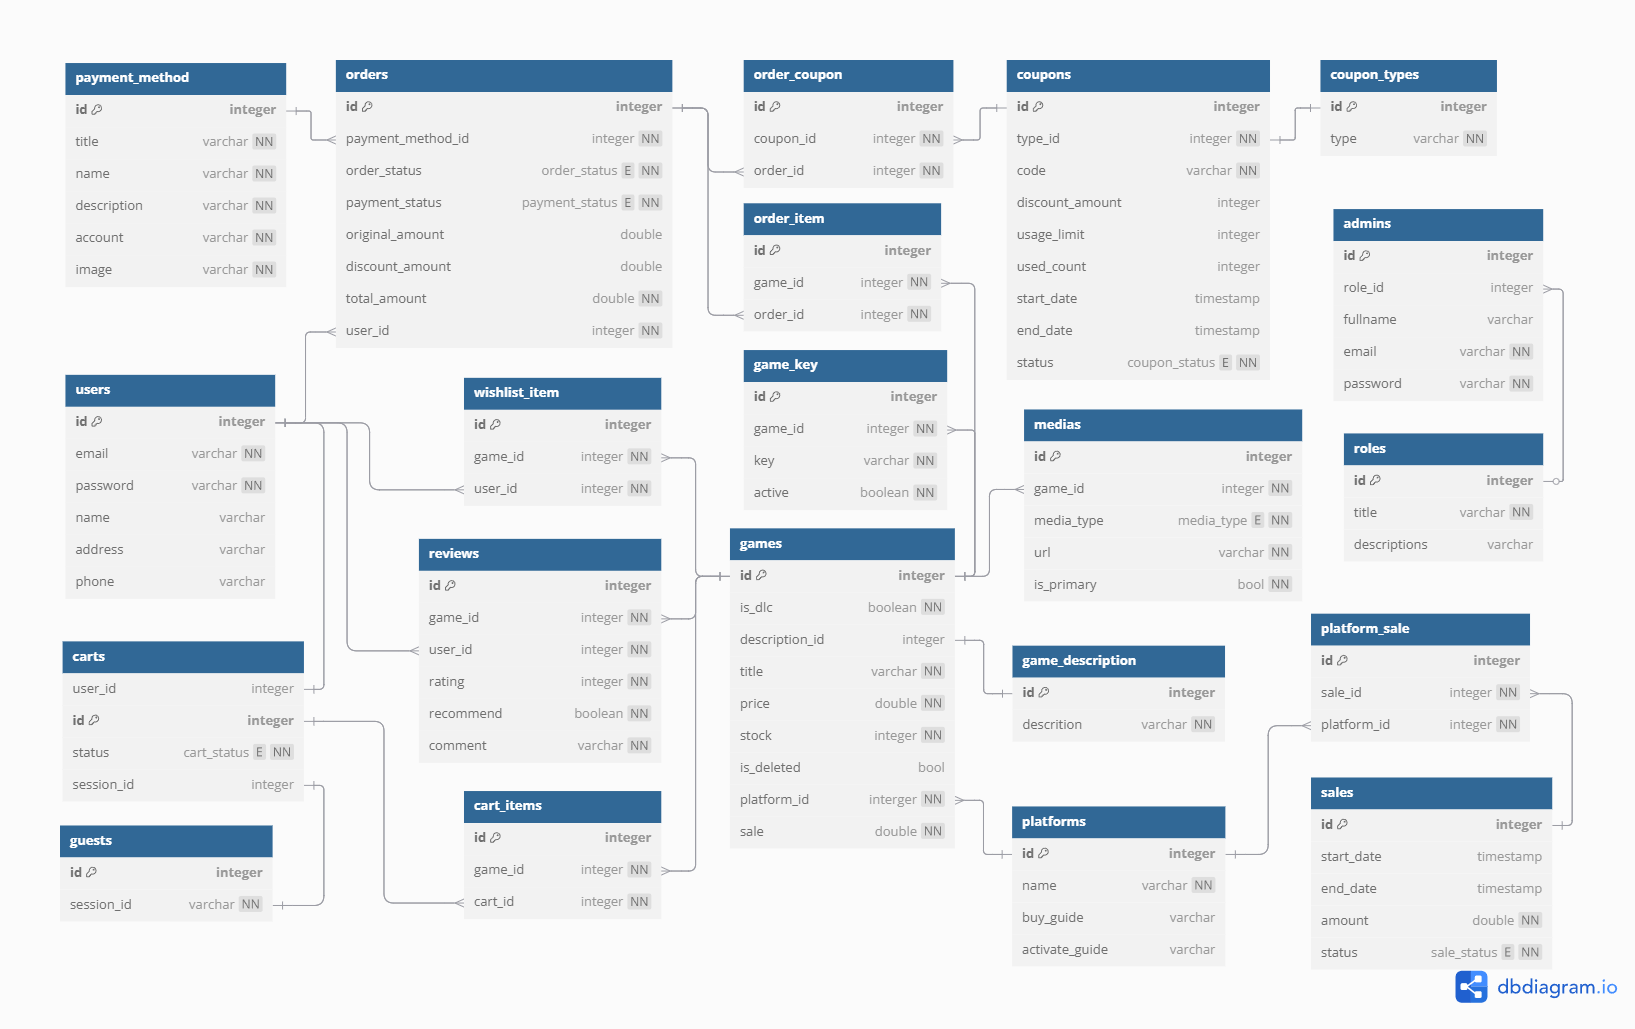 payment_method
id integer
title varchar NN
name varchar NN
description varchar NN
account varchar NN
image varchar NN
orders
id integer
payment_method_id integer NN
order_status order_status E NN
payment_status payment_status E NN
original_amount double
discount_amount double
total_amount double NN
user_id integer NN
order_coupon
id integer
coupon_id integer NN
order_id integer NN
coupons
id integer
type_id integer NN
code varchar NN
discount_amount integer
usage_limit integer
used_count integer
start_date timestamp
end_date timestamp
status coupon_status E NN
coupon_types
id integer
type varchar NN
order_item
id integer
game_id integer NN
order_id integer NN
admins
id integer
role_id integer
fullname varchar
email varchar NN
password varchar NN
users
id integer
email varchar NN
password varchar NN
name varchar
address varchar
phone varchar
wishlist_item
id integer
game_id integer NN
user_id integer NN
game_key
id integer
game_id integer NN
key varchar NN
active boolean NN
medias
id integer
game_id integer NN
media_type media_type E NN
url varchar NN
is_primary bool NN
roles
id integer
title varchar NN
descriptions varchar
reviews
id integer
game_id integer NN
user_id integer NN
rating integer NN
recommend boolean NN
comment varchar NN
games
id integer
is_dlc boolean NN
description_id integer
title varchar NN
price double NN
stock integer NN
is_deleted bool
platform_id interger NN
sale double NN
game_description
id integer
descrition varchar NN
platform_sale
id integer
sale_id integer NN
platform_id integer NN
carts
user_id integer
id integer
status cart_status E NN
session_id integer
cart_items
id integer
game_id integer NN
cart_id integer NN
platforms
id integer
name varchar NN
buy_guide varchar
activate_guide varchar
sales
id integer
start_date timestamp
end_date timestamp
amount double NN
status sale_status E NN
guests
id integer
session_id varchar NN
dbdiagram.io